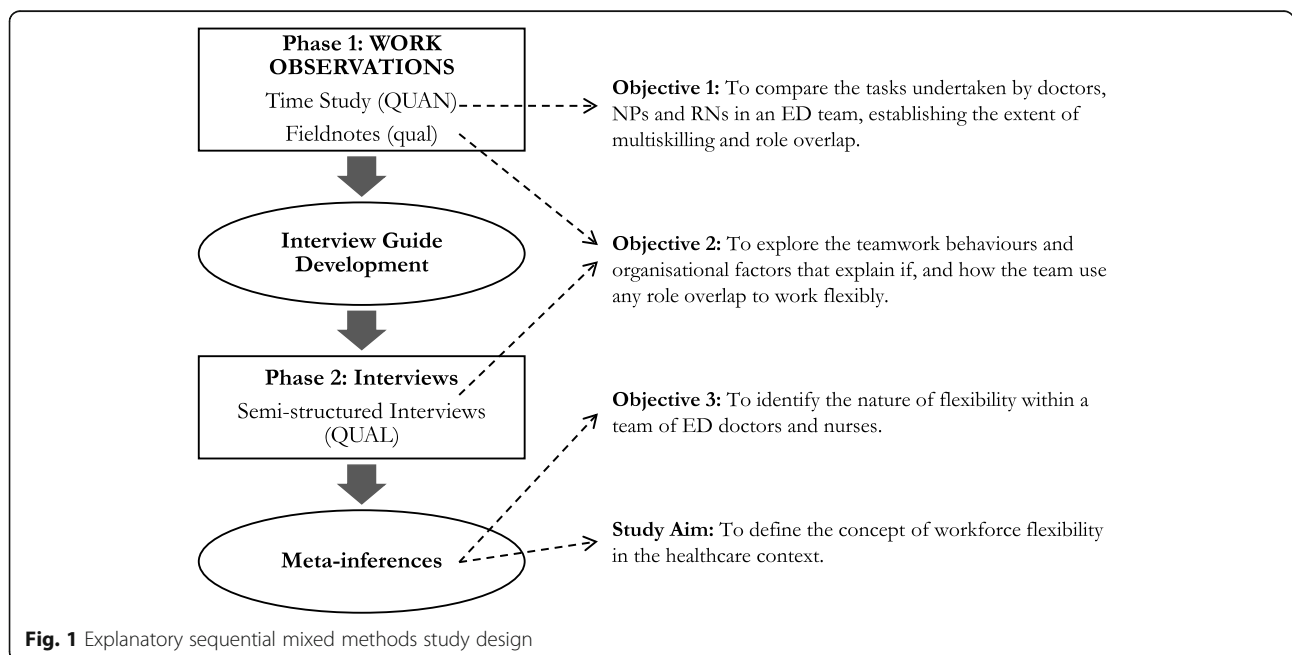 Phase 1: WORK
OBSERVATIONS
Time Study (QUAN)
Fieldnotes (qual)
Objective 1: To compare the tasks undertaken by doctors,
NPs and RNs in an ED team, establishing the extent of
multiskilling and role overlap.
Interview Guide
Development
Objective 2: To explore the teamwork behaviours and
organisational factors that explain if, and how the team use
any role overlap to work flexibly.
Phase 2: Interviews
Semi-structured Interviews
(QUAL)
Objective 3: To identify the nature of flexibility within a
team of ED doctors and nurses.
Meta-inferences
Study Aim: To define the concept of workforce flexibility
in the healthcare context.
Fig. 1 Explanatory sequential mixed methods study design